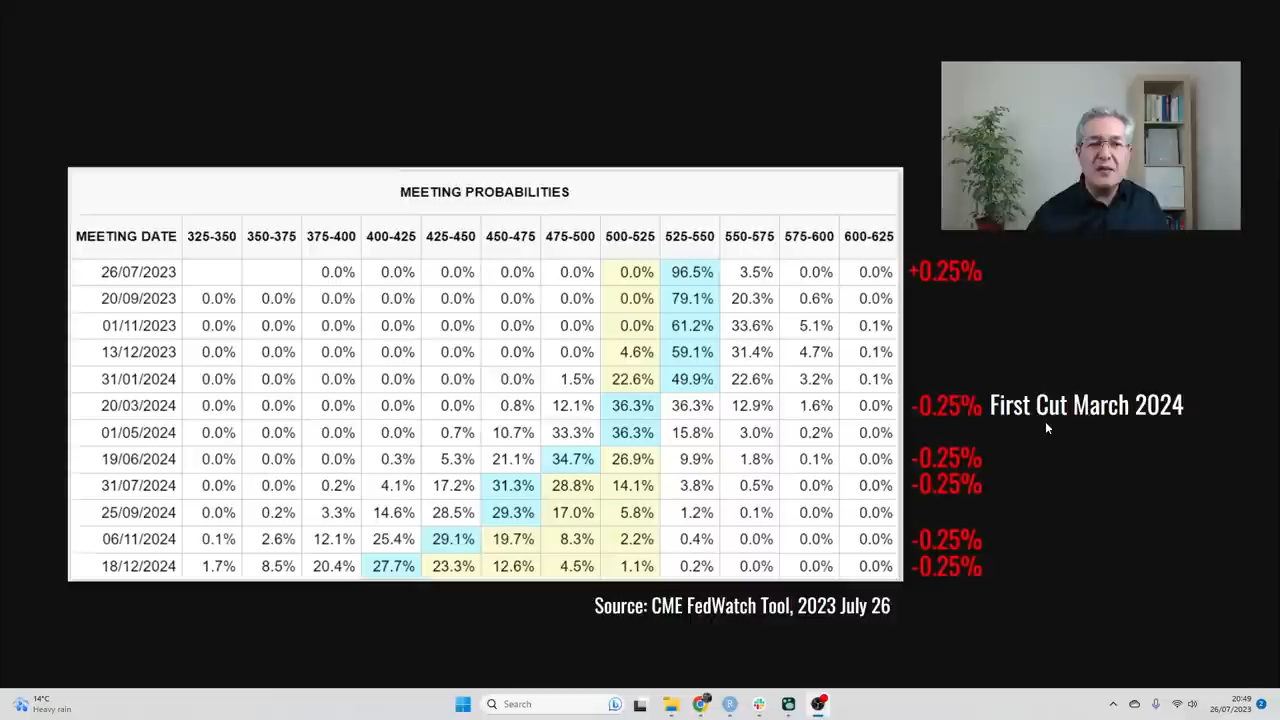 MEETING PROBABILITIES
MEETING DATE 325-350 350-375 375-400 400-425 425-450 450-475 475-500 500-525 525-550 550-575 575-600 600-625
26/07/2023 0.0% 0.0% 0.0% 0.0% 0.0% 0.0% 96.5% 3.5% 0.0% 0.0% +0.25%
20/09/2023 0.0% 0.0% 0.0% 0.0% 0.0% 0.0% 0.0% 0.0% 79.1% 20.3% 0.6% 0.0%
01/11/2023 0.0% 0.0% 0.0% 0.0% 0.0% 0.0% 0.0% 0.0% 61.2% 33.6% 5.1% 0.1%
13/12/2023 0.0% 0.0% 0.0% 0.0% 0.0% 0.0% 0.0% 4.6% 59.1% 31.4% 4.7% 0.1%
31/01/2024 0.0% 0.0% 0.0% 0.0% 0.0% 0.0% 1.5% 22.6% 49.9% 22.6% 3.2% 0.1%
20/03/2024 0.0% 0.0% 0.0% 0.0% 0.0% 0.8% 12.1% 36.3% 36.3% 12.9% 1.6% 0.0% -0.25% First Cut March 2024
01/05/2024 0.0% 0.0% 0.0% 0.0% 0.7% 10.7% 33.3% 36.3% 15.8% 3.0% 0.2% 0.0%
19/06/2024 0.0% 0.0% 0.0% 0.3% 5.3% 21.1% 34.7% 26.9% 9.9% 1.8% 0.1% 0.0% -0.25%
31/07/2024 0.0% 0.0% 0.2% 4.1% 17.2% 31.3% 28.8% 14.1% 3.8% 0.5% 0.0% 0.0% -0.25%
25/09/2024 0.0% 0.2% 3.3% 14.6% 28.5% 29.3% 17.0% 5.8% 1.2% 0.1% 0.0% 0.0%
06/11/2024 0.1% 2.6% 12.1% 25.4% 29.1% 19.7% 8.3% 2.2% 0.4% 0.0% 0.0% 0.0% -0.25%
18/12/2024 1.7% 8.5% 20.4% 27.7% 23.3% 12.6% 4.5% 1.1% 0.2% 0.0% 0.0% 0.0% -0.25%
Source: CME FedWatch Tool, 2023 July 26
14°C
Heavy rain
Search
20:49
26/07/2023
2